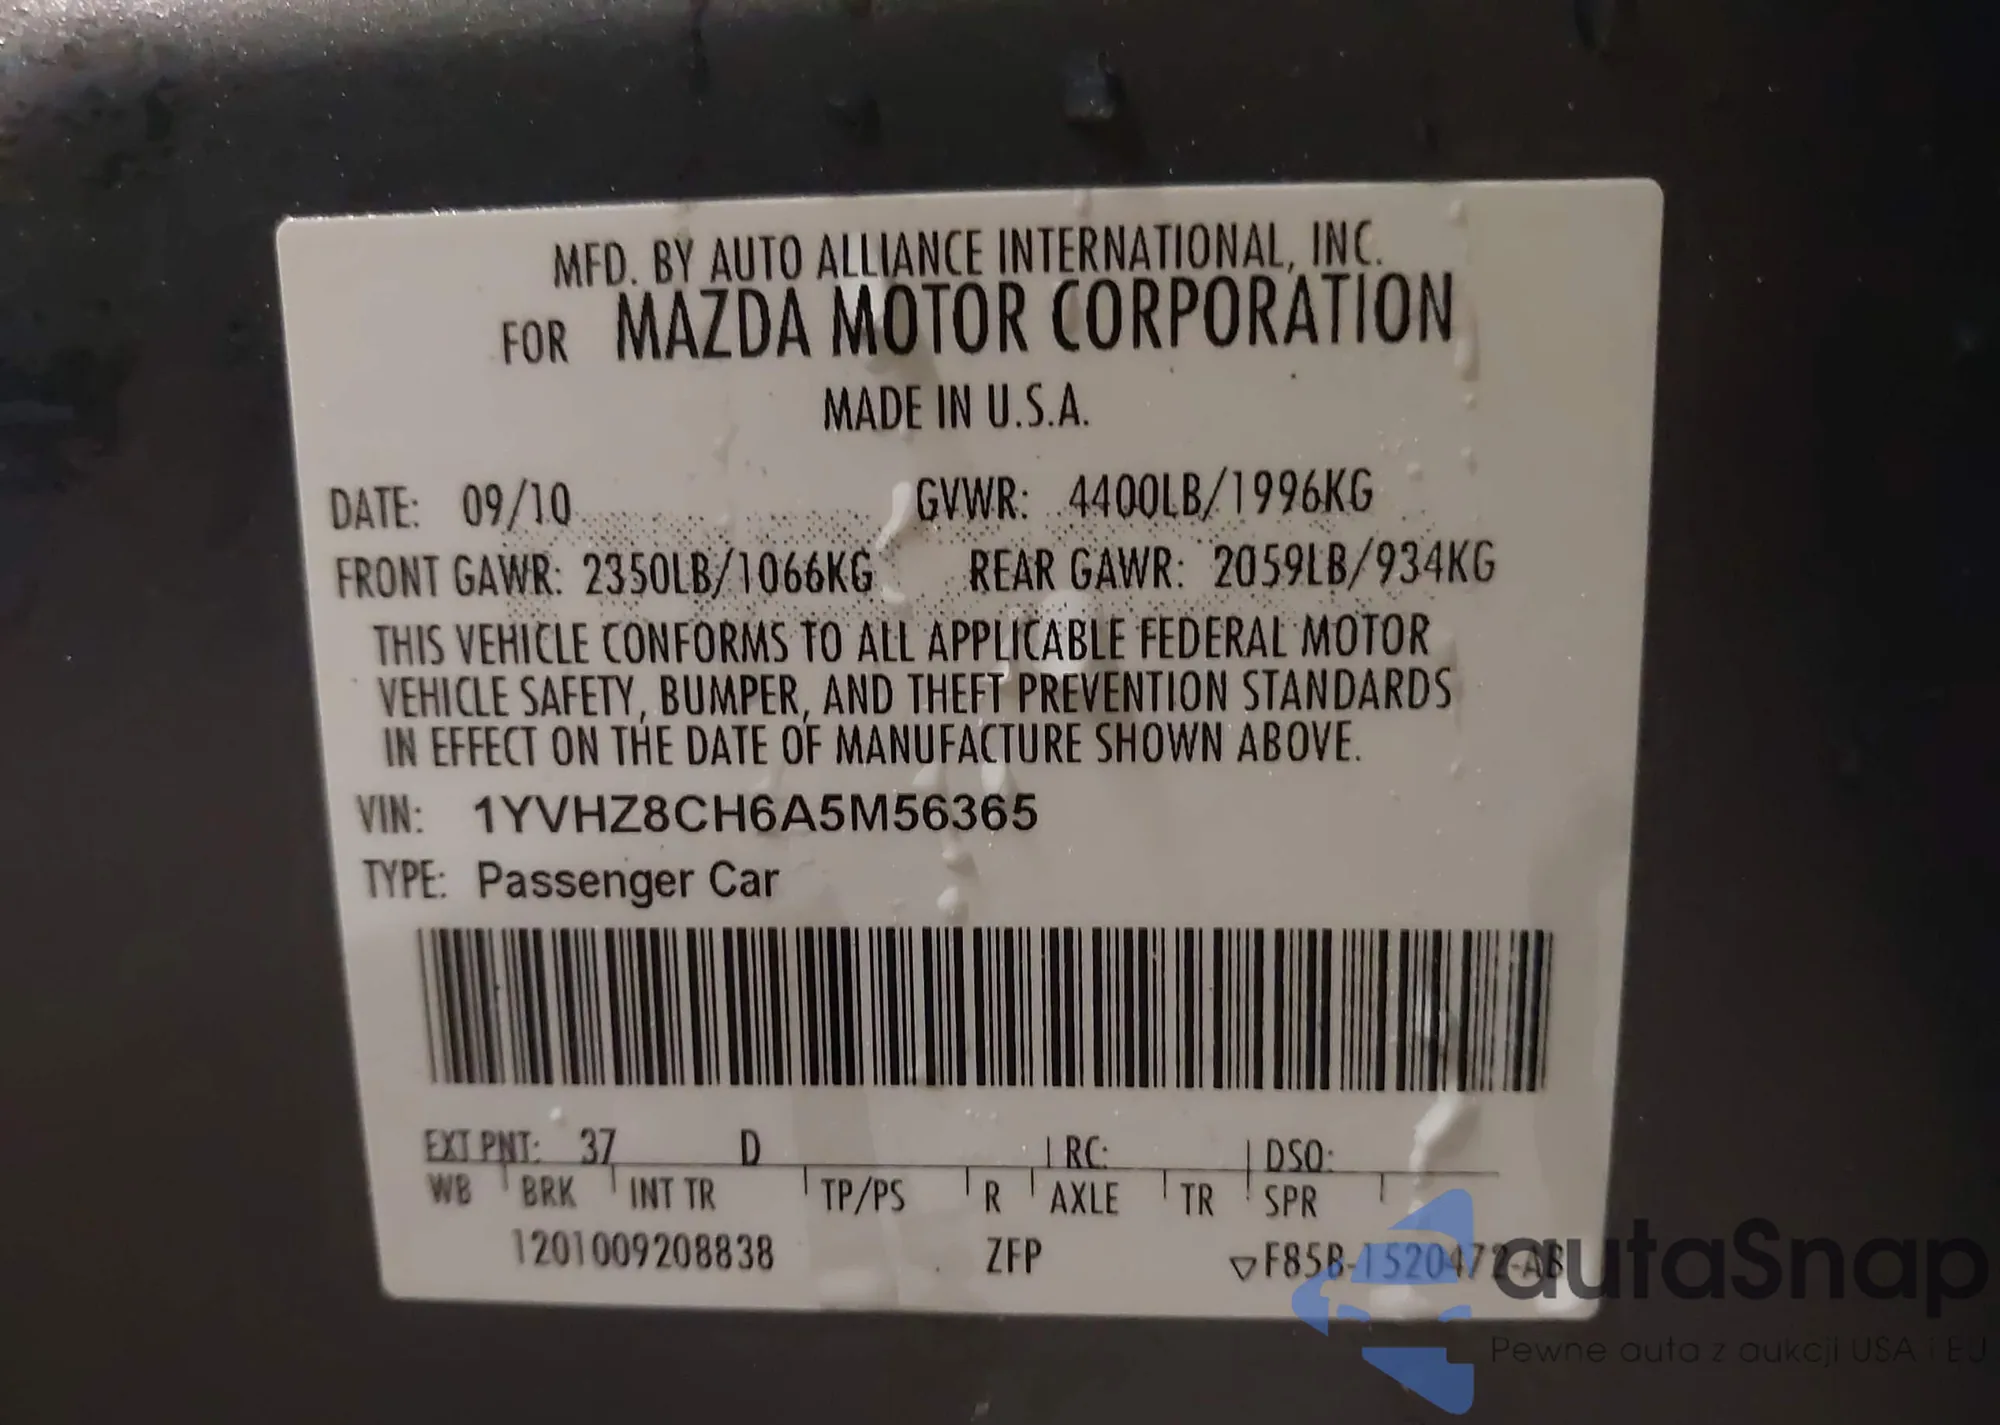 MFD. BY AUTO ALLIANCE INTERNATIONAL, INC.
FOR MAZDA MOTOR CORPORATION
MADE IN U.S.A.
DATE: 09/10 GVWR: 4400LB/1996KG
FRONT GAWR: 2350LB/1066KG REAR GAWR: 2059LB/934KG
THIS VEHICLE CONFORMS TO ALL APPLICABLE FEDERAL MOTOR
VEHICLE SAFETY, BUMPER, AND THEFT PREVENTION STANDARDS
IN EFFECT ON THE DATE OF MANUFACTURE SHOWN ABOVE.
VIN: 1YVHZ8CH6A5M56365
TYPE: Passenger Car
EXT PNT: 37 D RC: DSO:
WB BRK INT TR TP/PS R AXLE TR SPR
1201009208838 ZFP ▽F85B-1520472-AB
autaSnap
Pewne auta z aukcji USA i EU